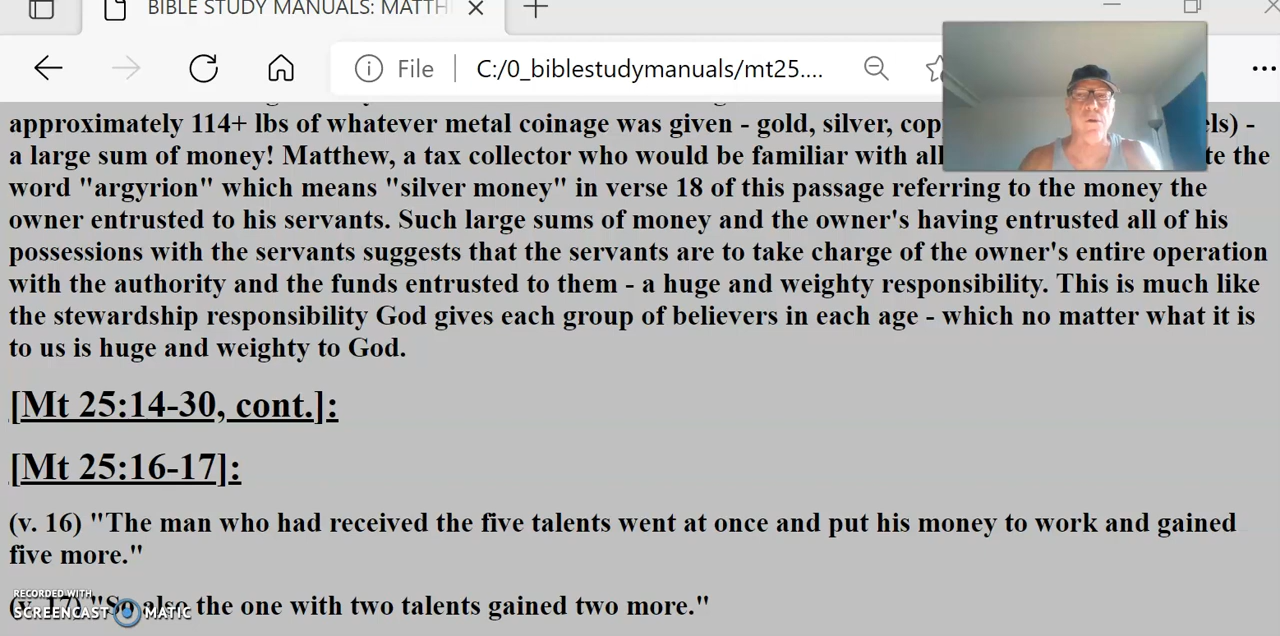 BIBLE STUDY MANUALS: MATTH
File C:/0_biblestudymanuals/mt25....
approximately 114+ lbs of whatever metal coinage was given - gold, silver, cop els) -
a large sum of money! Matthew, a tax collector who would be familiar with all te the
word "argyrion" which means "silver money" in verse 18 of this passage referring to the money the
owner entrusted to his servants. Such large sums of money and the owner's having entrusted all of his
possessions with the servants suggests that the servants are to take charge of the owner's entire operation
with the authority and the funds entrusted to them - a huge and weighty responsibility. This is much like
the stewardship responsibility God gives each group of believers in each age - which no matter what it is
to us is huge and weighty to God.
[Mt 25:14-30, cont.]:
[Mt 25:16-17]:
(v. 16) "The man who had received the five talents went at once and put his money to work and gained
five more."
(v. 17) "So also the one with two talents gained two more."
RECORDED WITH
SCREENCAST MATIC